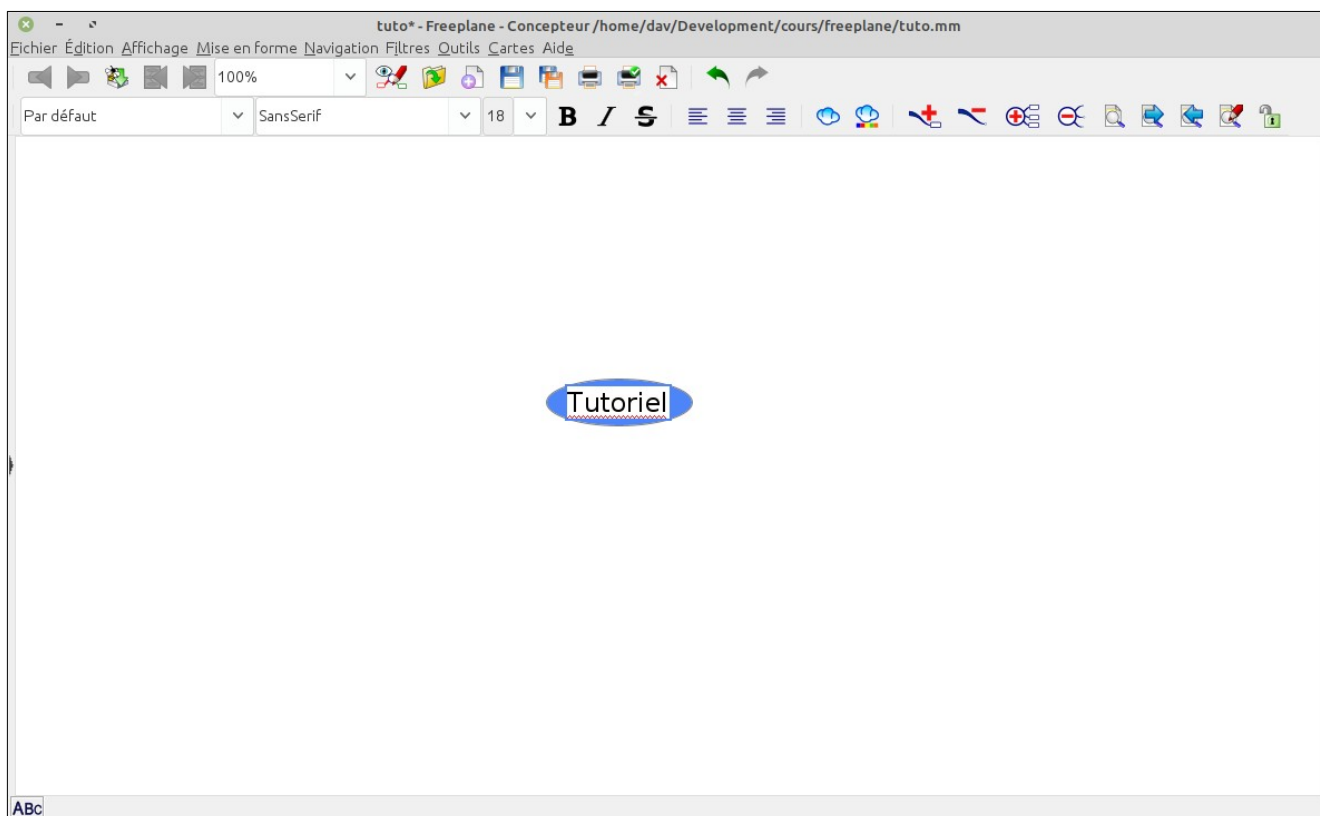 tuto* - Freeplane - Concepteur /home/dav/Development/cours/freeplane/tuto.mm
Fichier Édition Affichage Mise en forme Navigation Filtres Outils Cartes Aide
100%
Par défaut SansSerif 18 B I S
Tutoriel
ABC